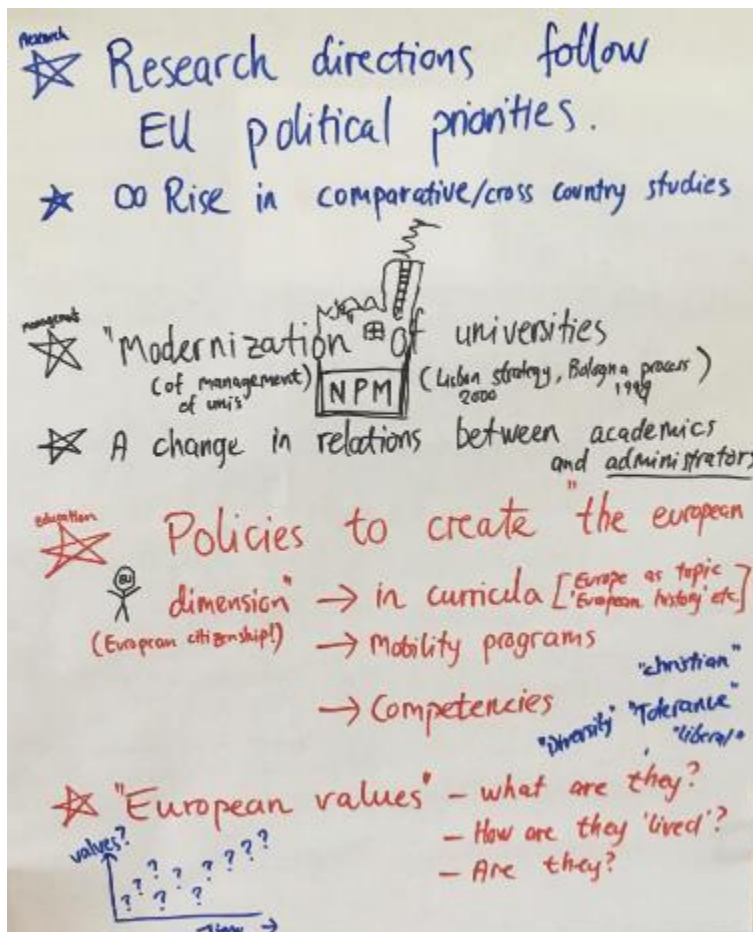 research
Research directions follow
EU political priorities.
∞ Rise in comparative/cross country studies
management
"Modernization of universities
(of management)
of unis
NPM
(Lisbon strategy, Bologna process)
2000 1999
A change in relations between academics
and administrators
education
Policies to create "the european
EU
dimension" → in curricula [Europe as topic
'European history' etc.]
(European citizenship!)
→ Mobility programs
→ Competencies
"christian"
"Diversity" "Tolerance"
"liberal"
"European values" - what are they?
- How are they 'lived'?
- Are they?
values?
? ? ? ? ? ? ? ? ? ?